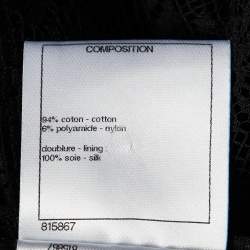 COMPOSITION
94% coton - cotton
6% polyamide - nylon
doublure - lining :
100% soie - silk
815867